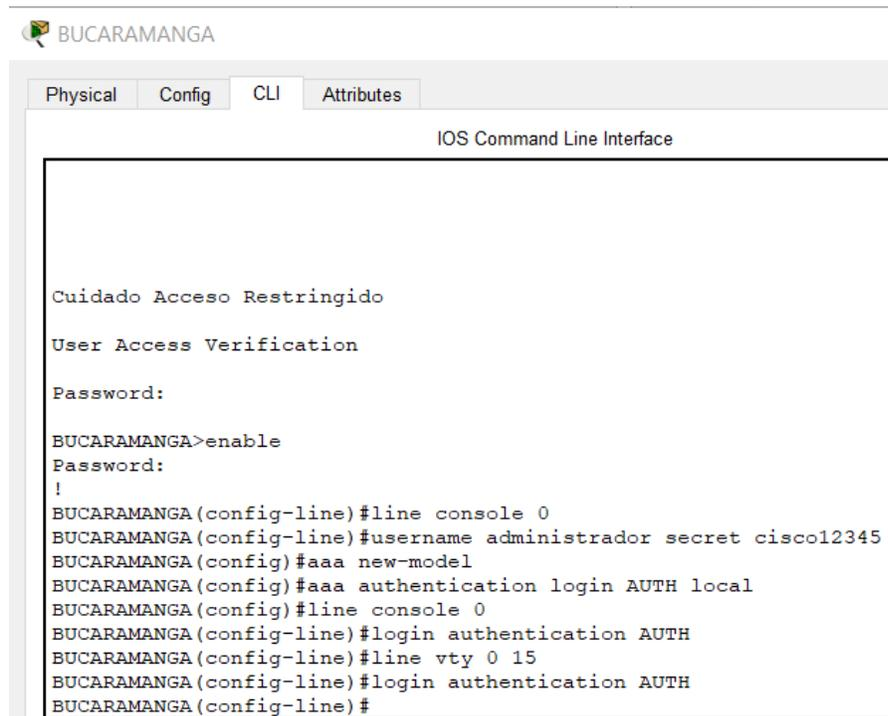 BUCARAMANGA
Physical Config CLI Attributes
IOS Command Line Interface
Cuidado Acceso Restringido
User Access Verification
Password:
BUCARAMANGA>enable
Password:
!
BUCARAMANGA(config-line)#line console 0
BUCARAMANGA(config-line)#username administrador secret cisco12345
BUCARAMANGA(config)#aaa new-model
BUCARAMANGA(config)#aaa authentication login AUTH local
BUCARAMANGA(config)#line console 0
BUCARAMANGA(config-line)#login authentication AUTH
BUCARAMANGA(config-line)#line vty 0 15
BUCARAMANGA(config-line)#login authentication AUTH
BUCARAMANGA(config-line)#